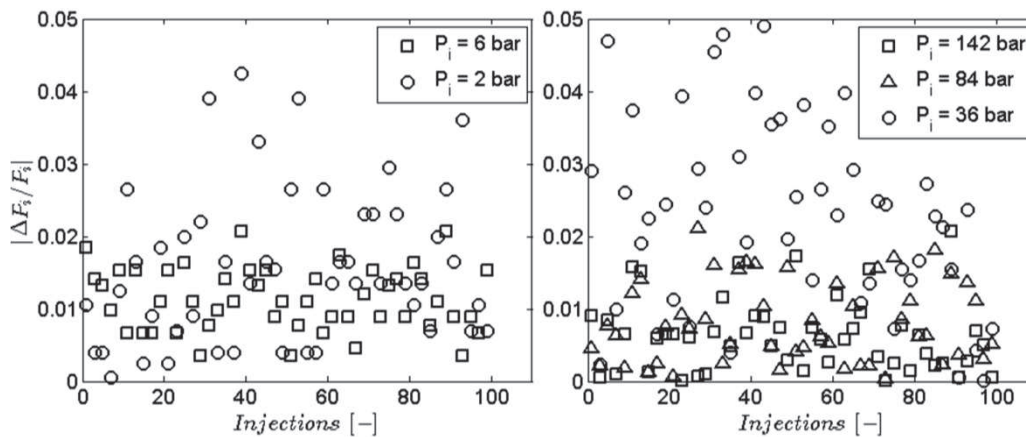 0.05
0.04
0.03
0.02
0.01
0
|ΔP_i/P_i|
0 20 40 60 80 100
Injections [−]
P_i = 6 bar
P_i = 2 bar
0.05
0.04
0.03
0.02
0.01
0
0 20 40 60 80 100
Injections [−]
P_i = 142 bar
P_i = 84 bar
P_i = 36 bar